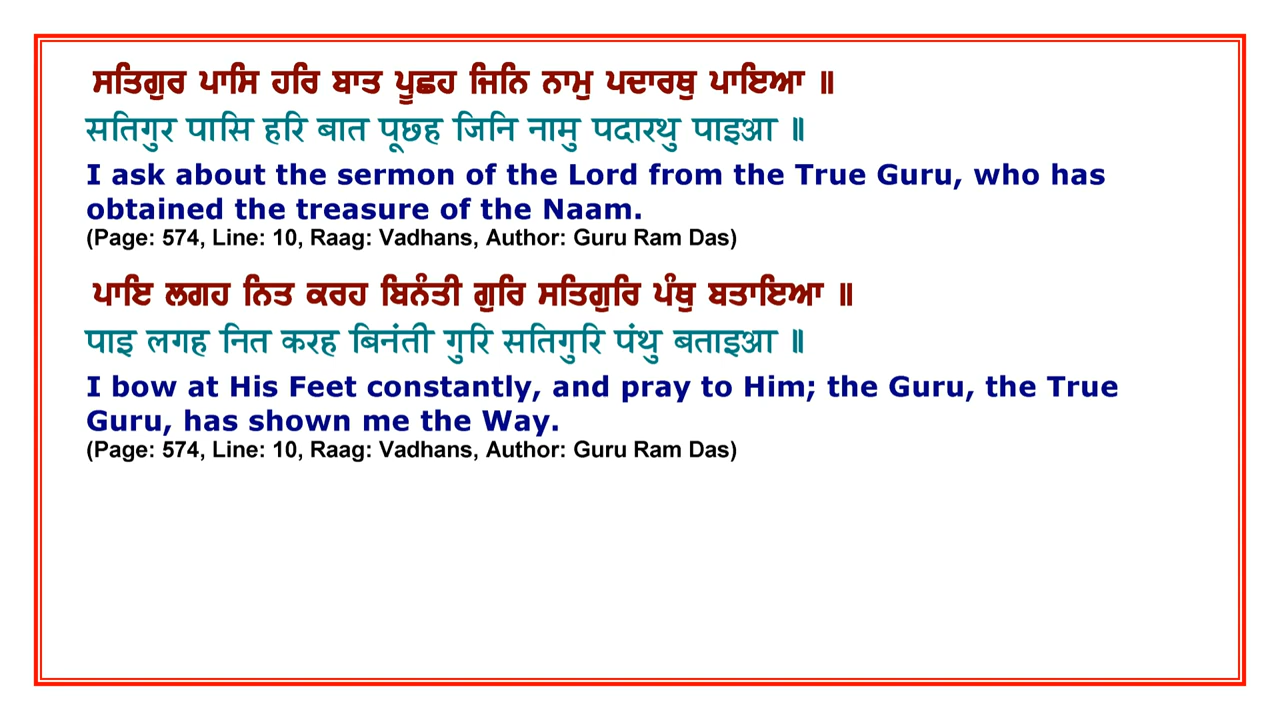 ਸਤਿਗੁਰ ਪਾਸਿ ਹਰਿ ਬਾਤ ਪੂਛਹ ਜਿਨਿ ਨਾਮੁ ਪਦਾਰਥੁ ਪਾਇਆ ॥
सतिगुर पासि हरि बात पूछह जिनि नामु पदारथु पाइआ ॥
I ask about the sermon of the Lord from the True Guru, who has
obtained the treasure of the Naam.
(Page: 574, Line: 10, Raag: Vadhans, Author: Guru Ram Das)
ਪਾਇ ਲਗਹ ਨਿਤ ਕਰਹ ਬਿਨੰਤੀ ਗੁਰਿ ਸਤਿਗੁਰਿ ਪੰਥੁ ਬਤਾਇਆ ॥
पाइ लगह नित करह बिनंती गुरि सतिगुरि पंथु बताइआ ॥
I bow at His Feet constantly, and pray to Him; the Guru, the True
Guru, has shown me the Way.
(Page: 574, Line: 10, Raag: Vadhans, Author: Guru Ram Das)